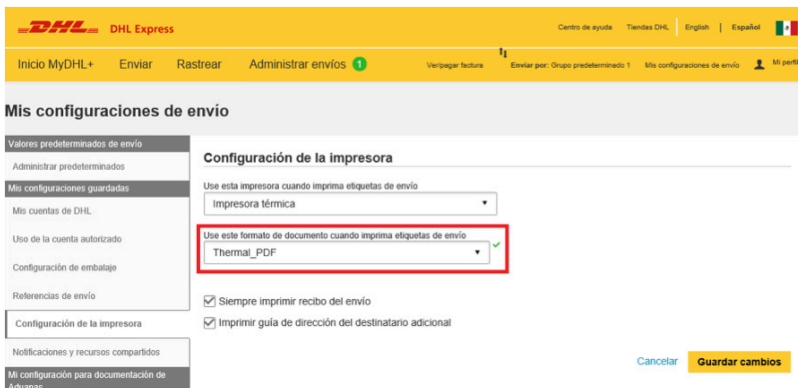 DHL DHL Express
Centro de ayuda Tiendas DHL English | Español
Inicio MyDHL+ Enviar Rastrear Administrar envíos 1 Ver/pagar factura Enviar por: Grupo predeterminado 1 Mis configuraciones de envío Mi perfil
Mis configuraciones de envío
Valores predeterminados de envío
Administrar predeterminados
Mis configuraciones guardadas
Mis cuentas de DHL
Uso de la cuenta autorizado
Configuración de embalaje
Referencias de envío
Configuración de la impresora
Notificaciones y recursos compartidos
Mi configuración para documentación de
Aduanas
Configuración de la impresora
Use esta impresora cuando imprima etiquetas de envío
Impresora térmica
Use este formato de documento cuando imprima etiquetas de envío
Thermal_PDF
Siempre imprimir recibo del envío
Imprimir guía de dirección del destinatario adicional
Cancelar Guardar cambios